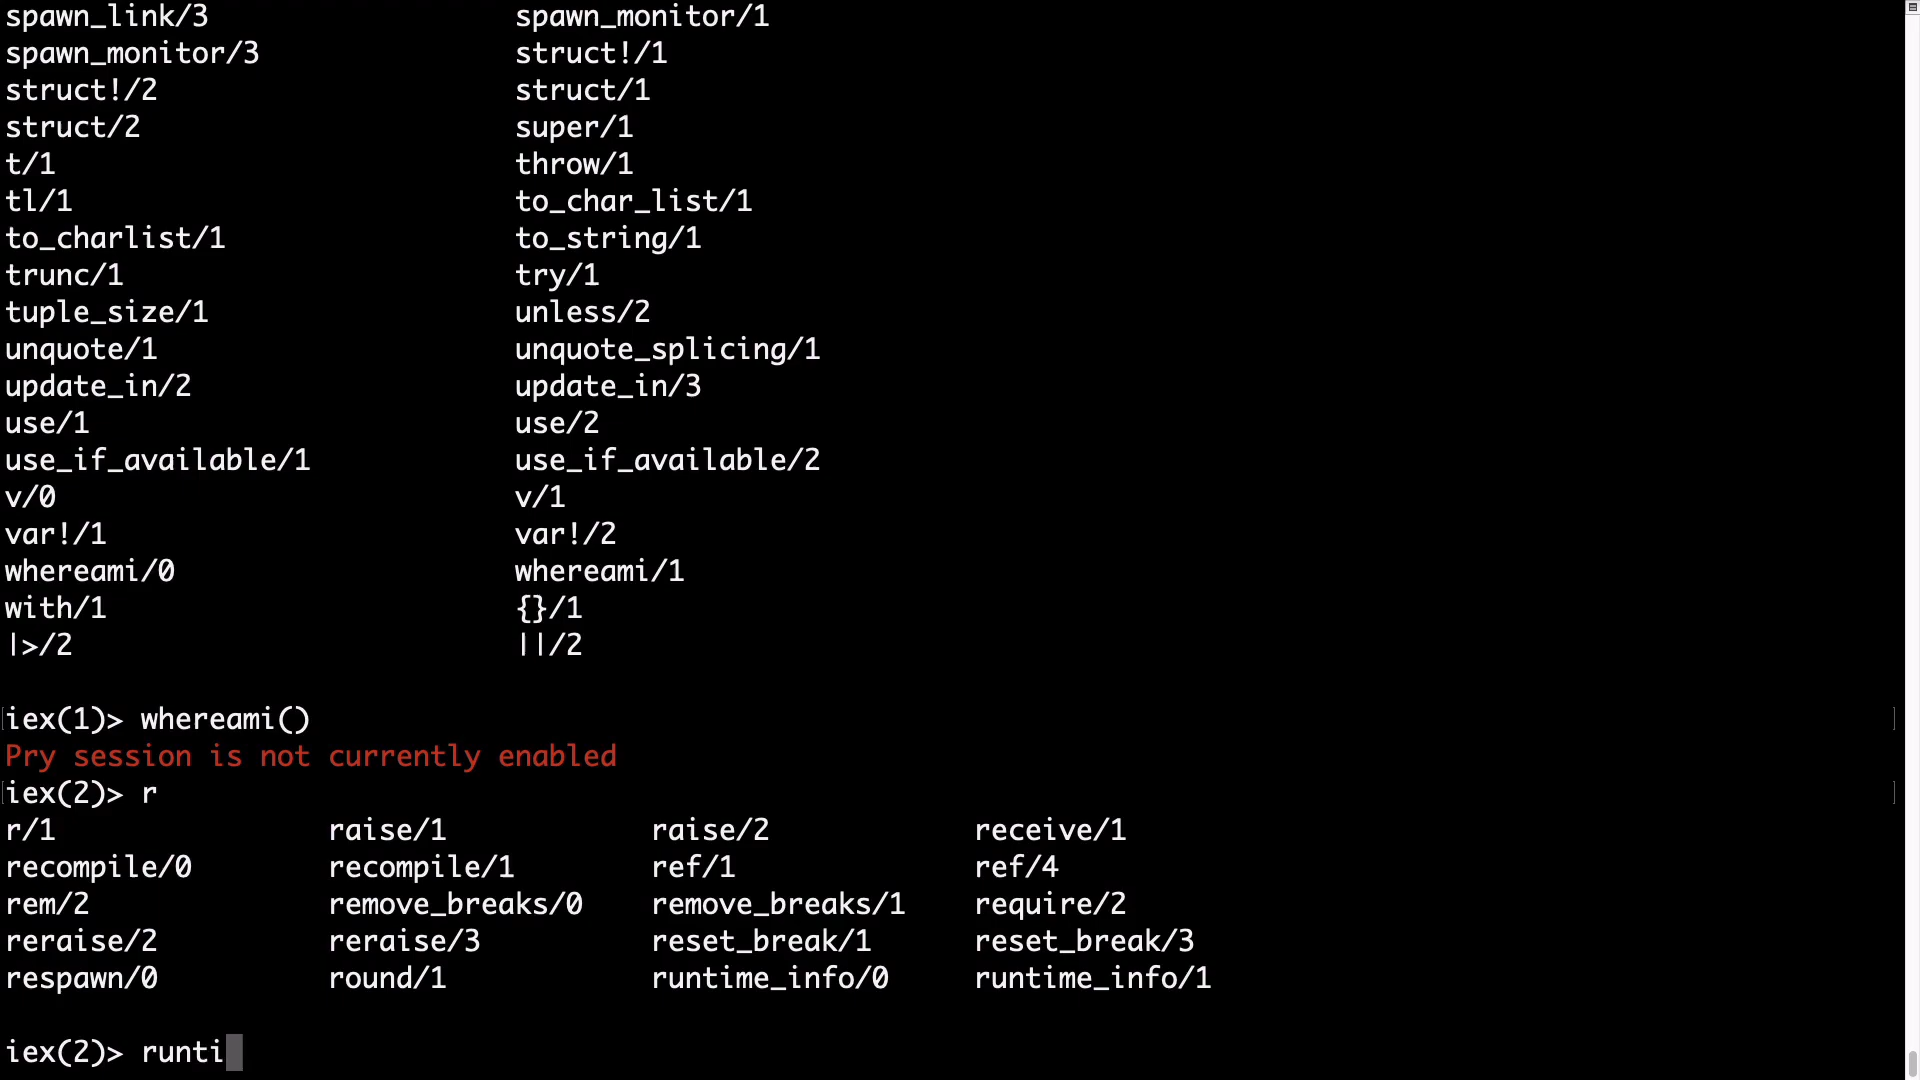 spawn_link/3 spawn_monitor/1
spawn_monitor/3 struct!/1
struct!/2 struct/1
struct/2 super/1
t/1 throw/1
tl/1 to_char_list/1
to_charlist/1 to_string/1
trunc/1 try/1
tuple_size/1 unless/2
unquote/1 unquote_splicing/1
update_in/2 update_in/3
use/1 use/2
use_if_available/1 use_if_available/2
v/0 v/1
var!/1 var!/2
whereami/0 whereami/1
with/1 {}/1
|>/2 ||/2
iex(1)> whereami()
Pry session is not currently enabled
iex(2)> r
r/1 raise/1 raise/2 receive/1
recompile/0 recompile/1 ref/1 ref/4
rem/2 remove_breaks/0 remove_breaks/1 require/2
reraise/2 reraise/3 reset_break/1 reset_break/3
respawn/0 round/1 runtime_info/0 runtime_info/1
iex(2)> runti